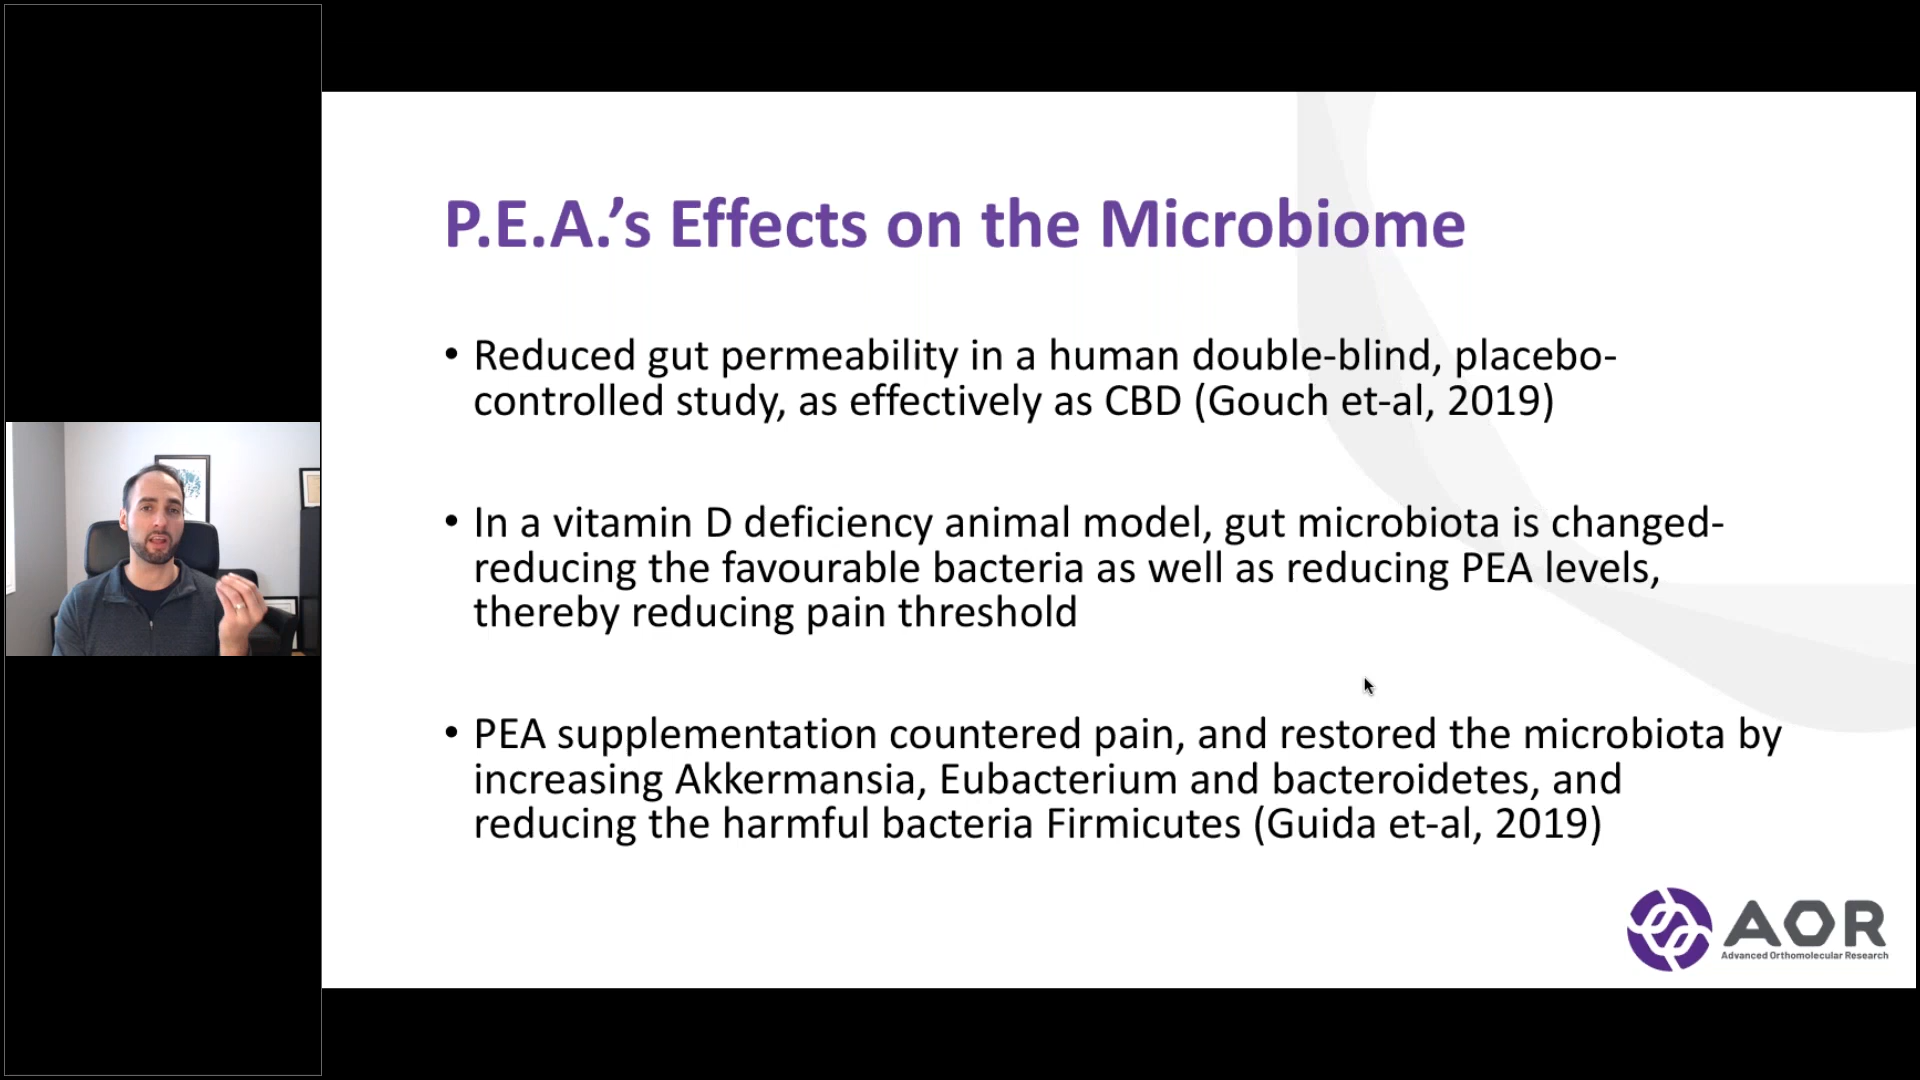 P.E.A.’s Effects on the Microbiome
• Reduced gut permeability in a human double-blind, placebo-
controlled study, as effectively as CBD (Gouch et-al, 2019)
• In a vitamin D deficiency animal model, gut microbiota is changed-
reducing the favourable bacteria as well as reducing PEA levels,
thereby reducing pain threshold
• PEA supplementation countered pain, and restored the microbiota by
increasing Akkermansia, Eubacterium and bacteroidetes, and
reducing the harmful bacteria Firmicutes (Guida et-al, 2019)
AOR
Advanced Orthomolecular Research